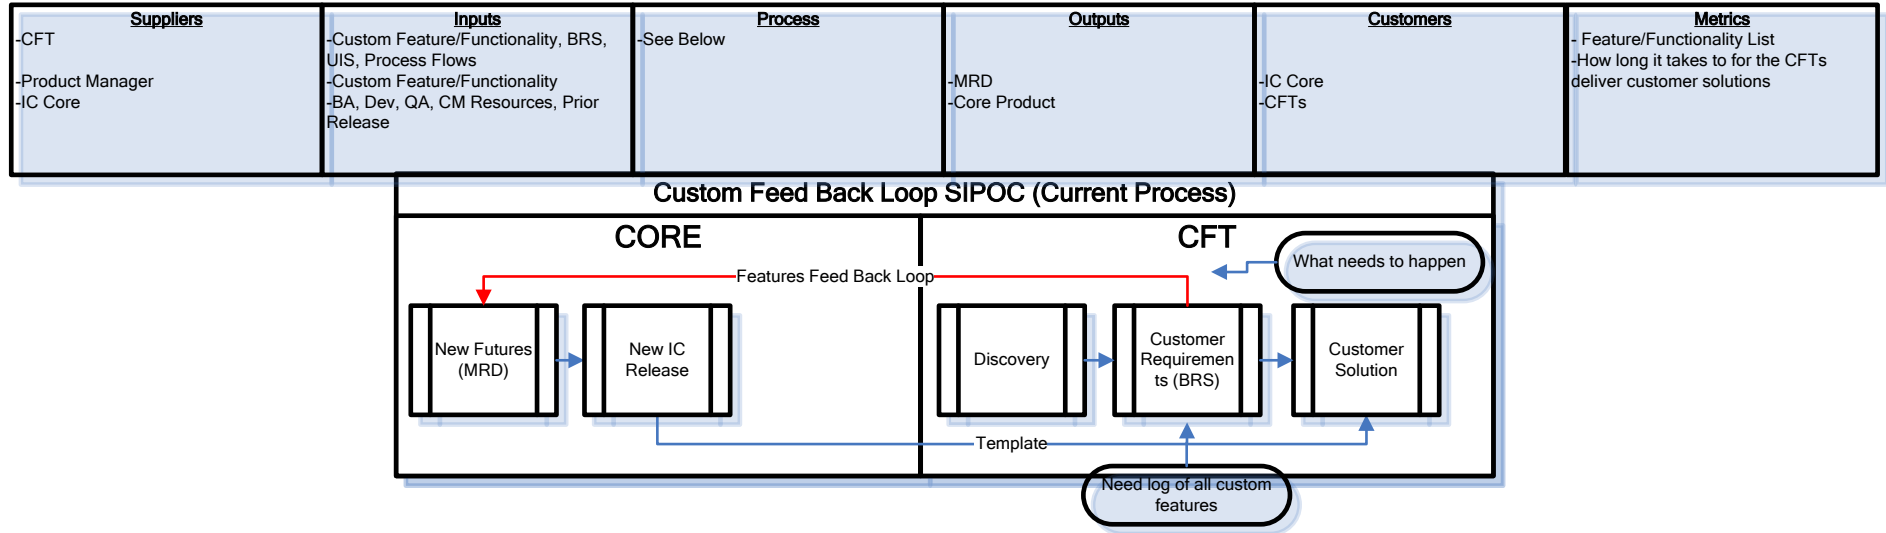 Suppliers
-CFT
-Product Manager
-IC Core
Inputs
-Custom Feature/Functionality, BRS,
UIS, Process Flows
-Custom Feature/Functionality
-BA, Dev, QA, CM Resources, Prior
Release
Process
-See Below
Outputs
-MRD
-Core Product
Customers
-IC Core
-CFTs
Metrics
- Feature/Functionality List
-How long it takes to for the CFTs
deliver customer solutions
Custom Feed Back Loop SIPOC (Current Process)
CORE
CFT
What needs to happen
Features Feed Back Loop
New Futures
(MRD)
New IC
Release
Discovery
Customer
Requiremen
ts (BRS)
Customer
Solution
Template
Need log of all custom
features